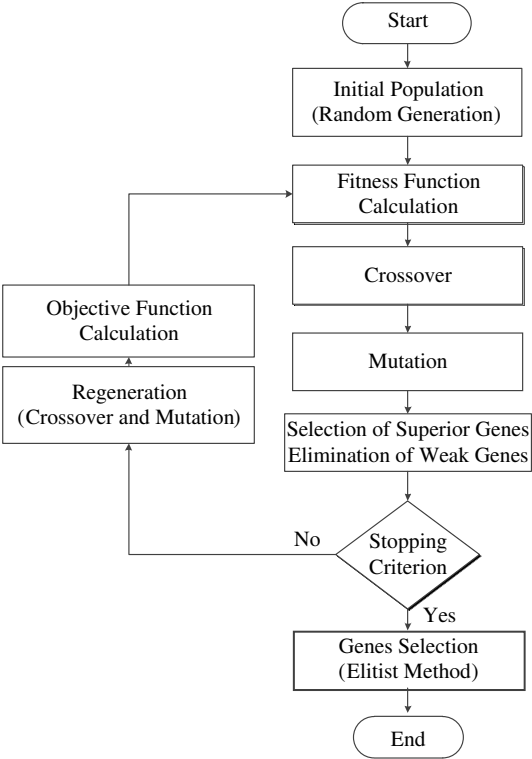 Start
Initial Population
(Random Generation)
Fitness Function
Calculation
Crossover
Objective Function
Calculation
Mutation
Regeneration
(Crossover and Mutation)
Selection of Superior Genes
Elimination of Weak Genes
No
Stopping
Criterion
Yes
Genes Selection
(Elitist Method)
End